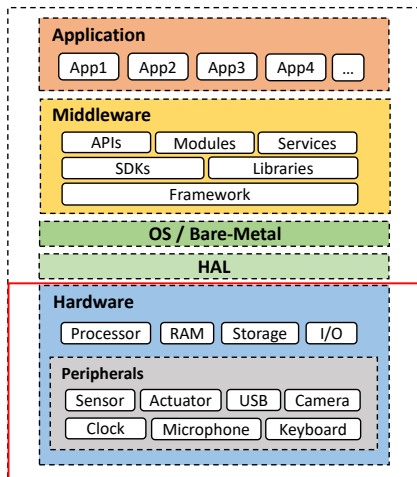 Application
App1 App2 App3 App4 ...
Middleware
APIs Modules Services
SDKs Libraries
Framework
OS / Bare-Metal
HAL
Hardware
Processor RAM Storage I/O
Peripherals
Sensor Actuator USB Camera
Clock Microphone Keyboard